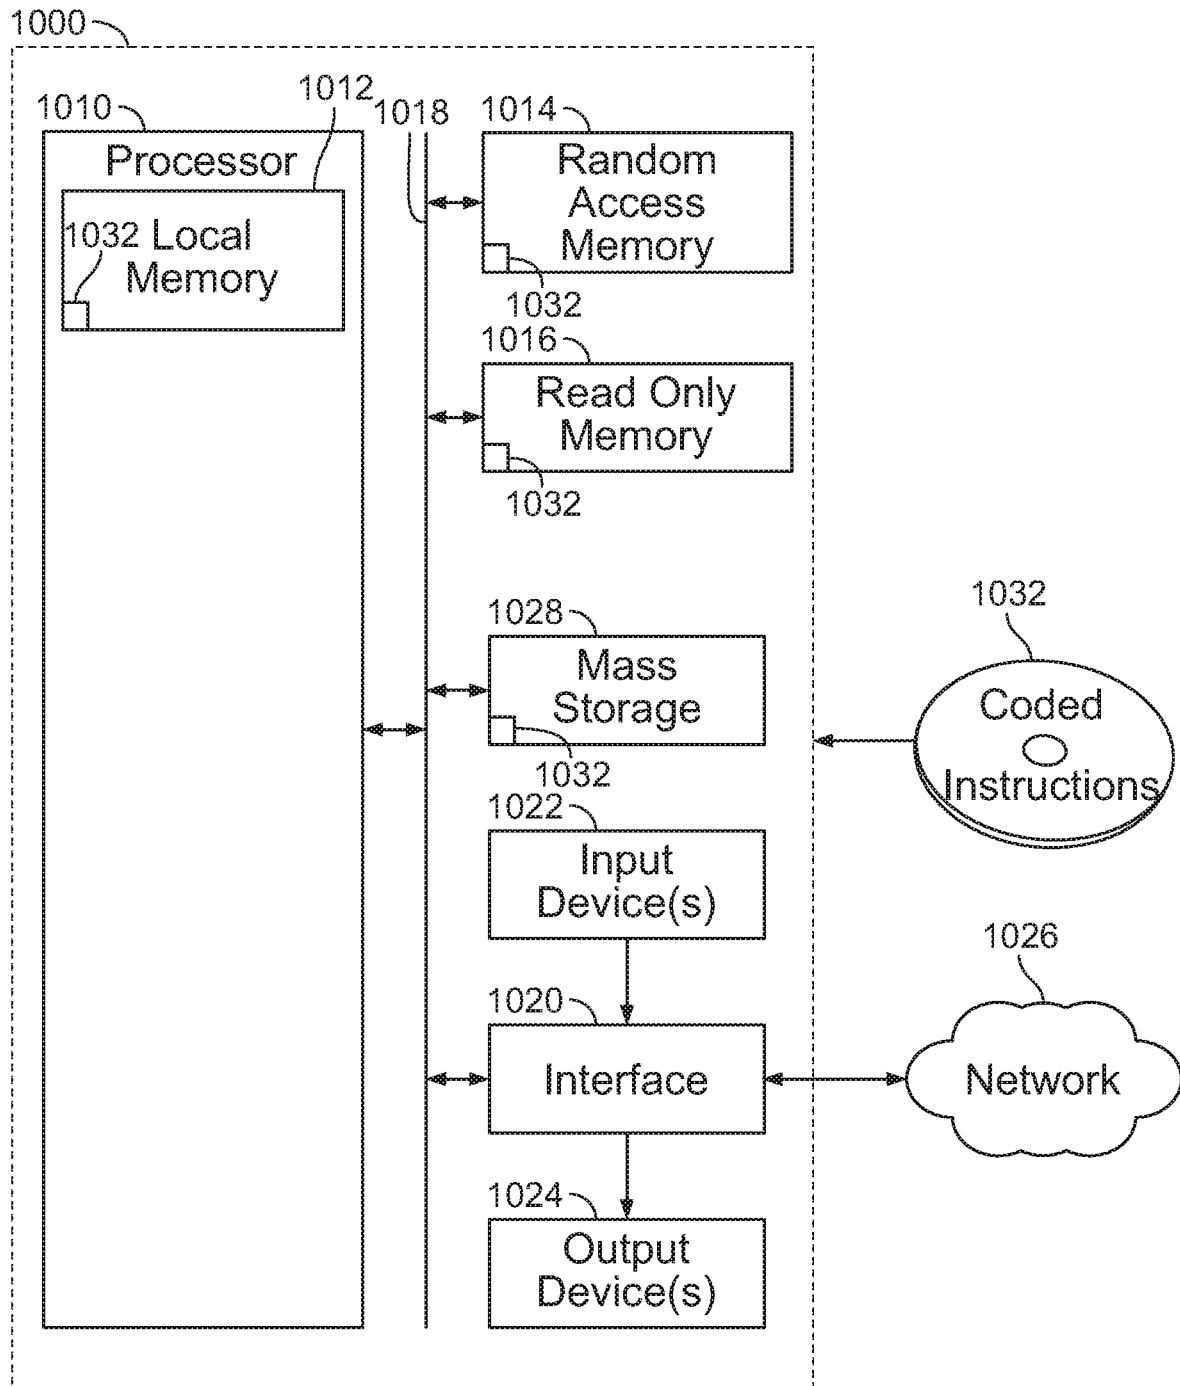 1000
1010
1012
1018
1014
Processor
1032
Local
Memory
Random
Access
Memory
1032
1016
Read Only
Memory
1032
1028
Mass
Storage
1032
1032
Coded
Instructions
1022
Input
Device(s)
1020
Interface
1026
Network
1024
Output
Device(s)